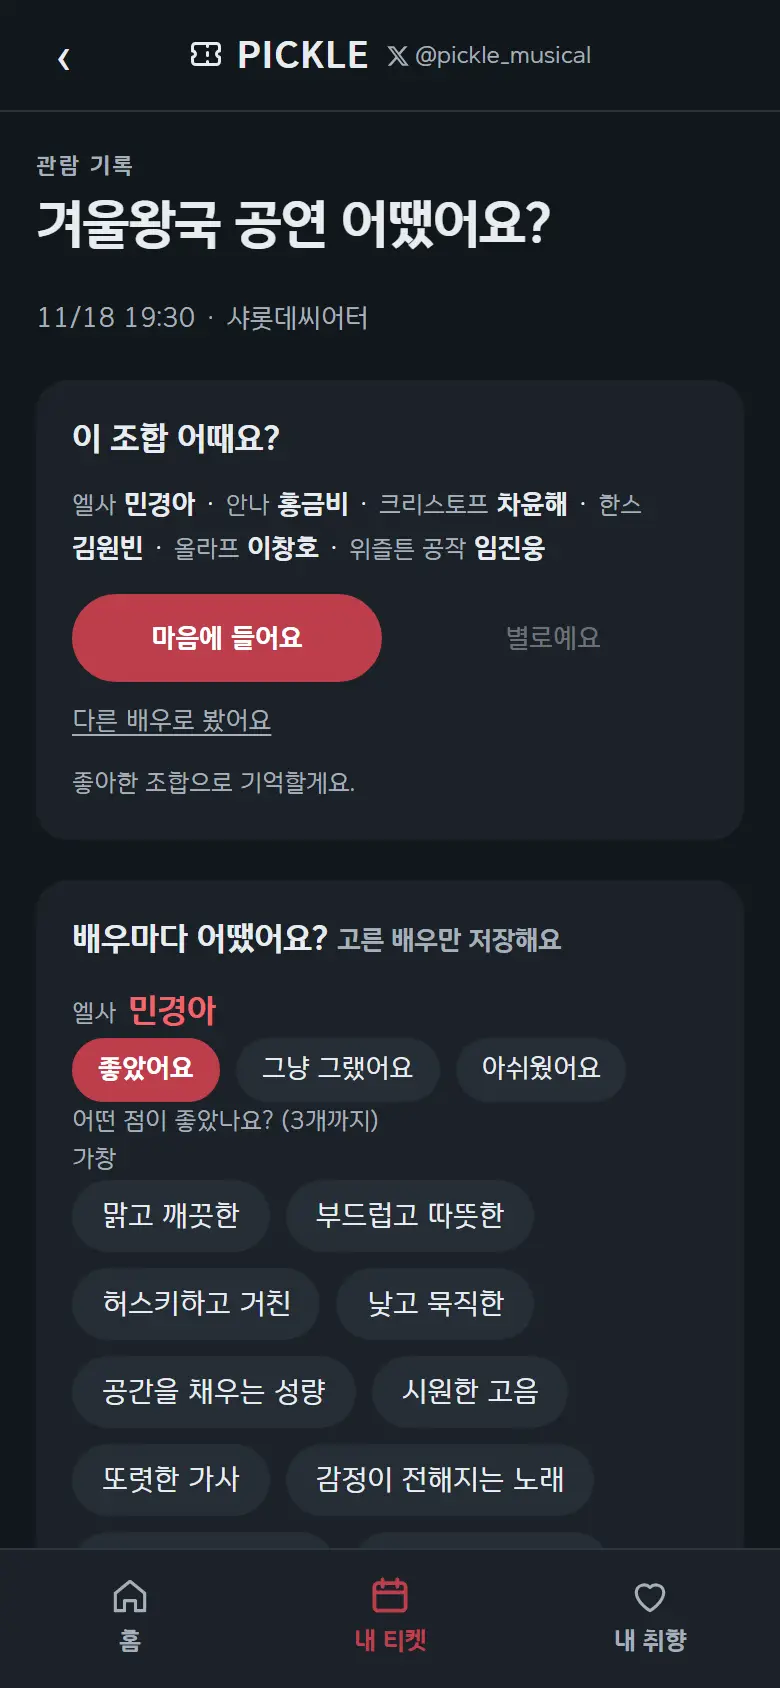 PICKLE @pickle_musical
관람 기록
겨울왕국 공연 어땠어요?
11/18 19:30 · 샤롯데씨어터
이 조합 어때요?
엘사 민경아 · 안나 홍금비 · 크리스토프 차윤해 · 한스
김원빈 · 올라프 이창호 · 위즐튼 공작 임진웅
마음에 들어요 별로예요
다른 배우로 봤어요
좋아한 조합으로 기억할게요.
배우마다 어땠어요? 고른 배우만 저장해요
엘사 민경아
좋았어요 그냥 그랬어요 아쉬웠어요
어떤 점이 좋았나요? (3개까지)
가창
맑고 깨끗한 부드럽고 따뜻한
허스키하고 거친 낮고 묵직한
공간을 채우는 성량 시원한 고음
또렷한 가사 감정이 전해지는 노래
홈 내 티켓 내 취향